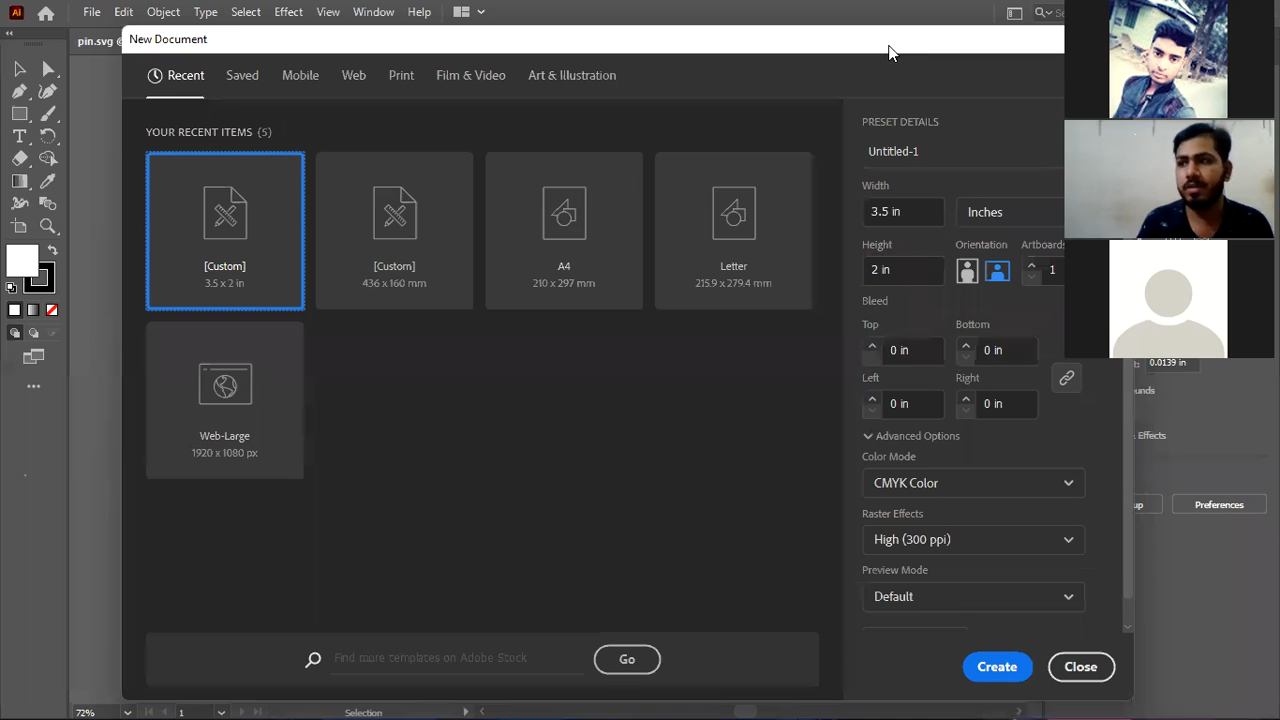 Ai File Edit Object Type Select Effect View Window Help
New Document
pin.svg
Recent Saved Mobile Web Print Film & Video Art & Illustration
YOUR RECENT ITEMS (5)
[Custom]
3.5 x 2 in
[Custom]
436 x 160 mm
A4
210 x 297 mm
Letter
215.9 x 279.4 mm
Web-Large
1920 x 1080 px
Find more templates on Adobe Stock
Go
PRESET DETAILS
Untitled-1
Width
3.5 in Inches
Height Orientation Artboards
2 in 1
Bleed
Top Bottom
0 in 0 in
Left Right
0 in 0 in
Advanced Options
Color Mode
CMYK Color
Raster Effects
High (300 ppi)
Preview Mode
Default
Create Close
0.0139 in
& Effects
Preferences
72% 1 Selection